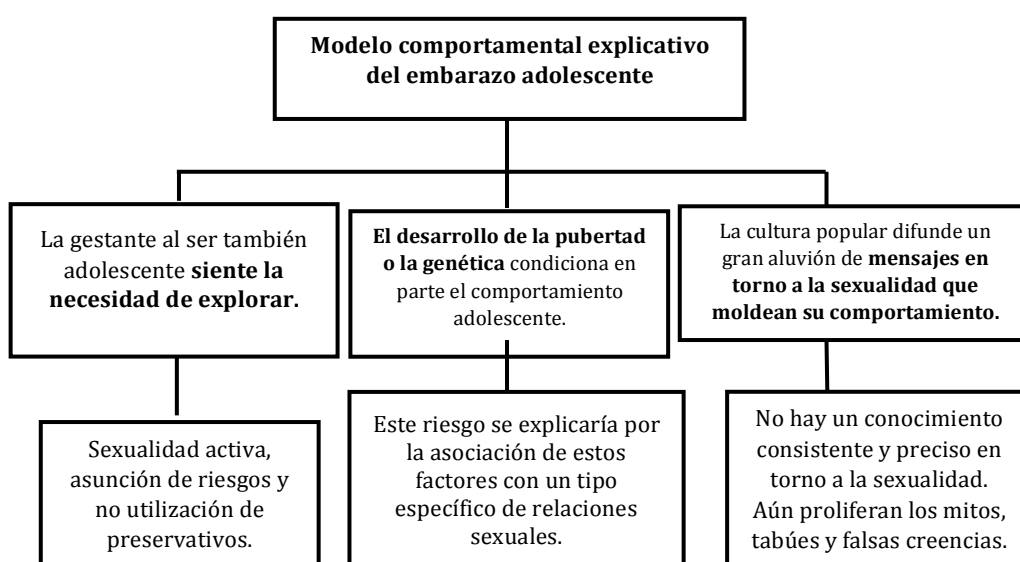 Modelo comportamental explicativo
del embarazo adolescente
La gestante al ser también
adolescente siente la
necesidad de explorar.
El desarrollo de la pubertad
o la genética condiciona en
parte el comportamiento
adolescente.
La cultura popular difunde un
gran aluvión de mensajes en
torno a la sexualidad que
moldean su comportamiento.
Sexualidad activa,
asunción de riesgos y
no utilización de
preservativos.
Este riesgo se explicaría por
la asociación de estos
factores con un tipo
específico de relaciones
sexuales.
No hay un conocimiento
consistente y preciso en
torno a la sexualidad.
Aún proliferan los mitos,
tabúes y falsas creencias.